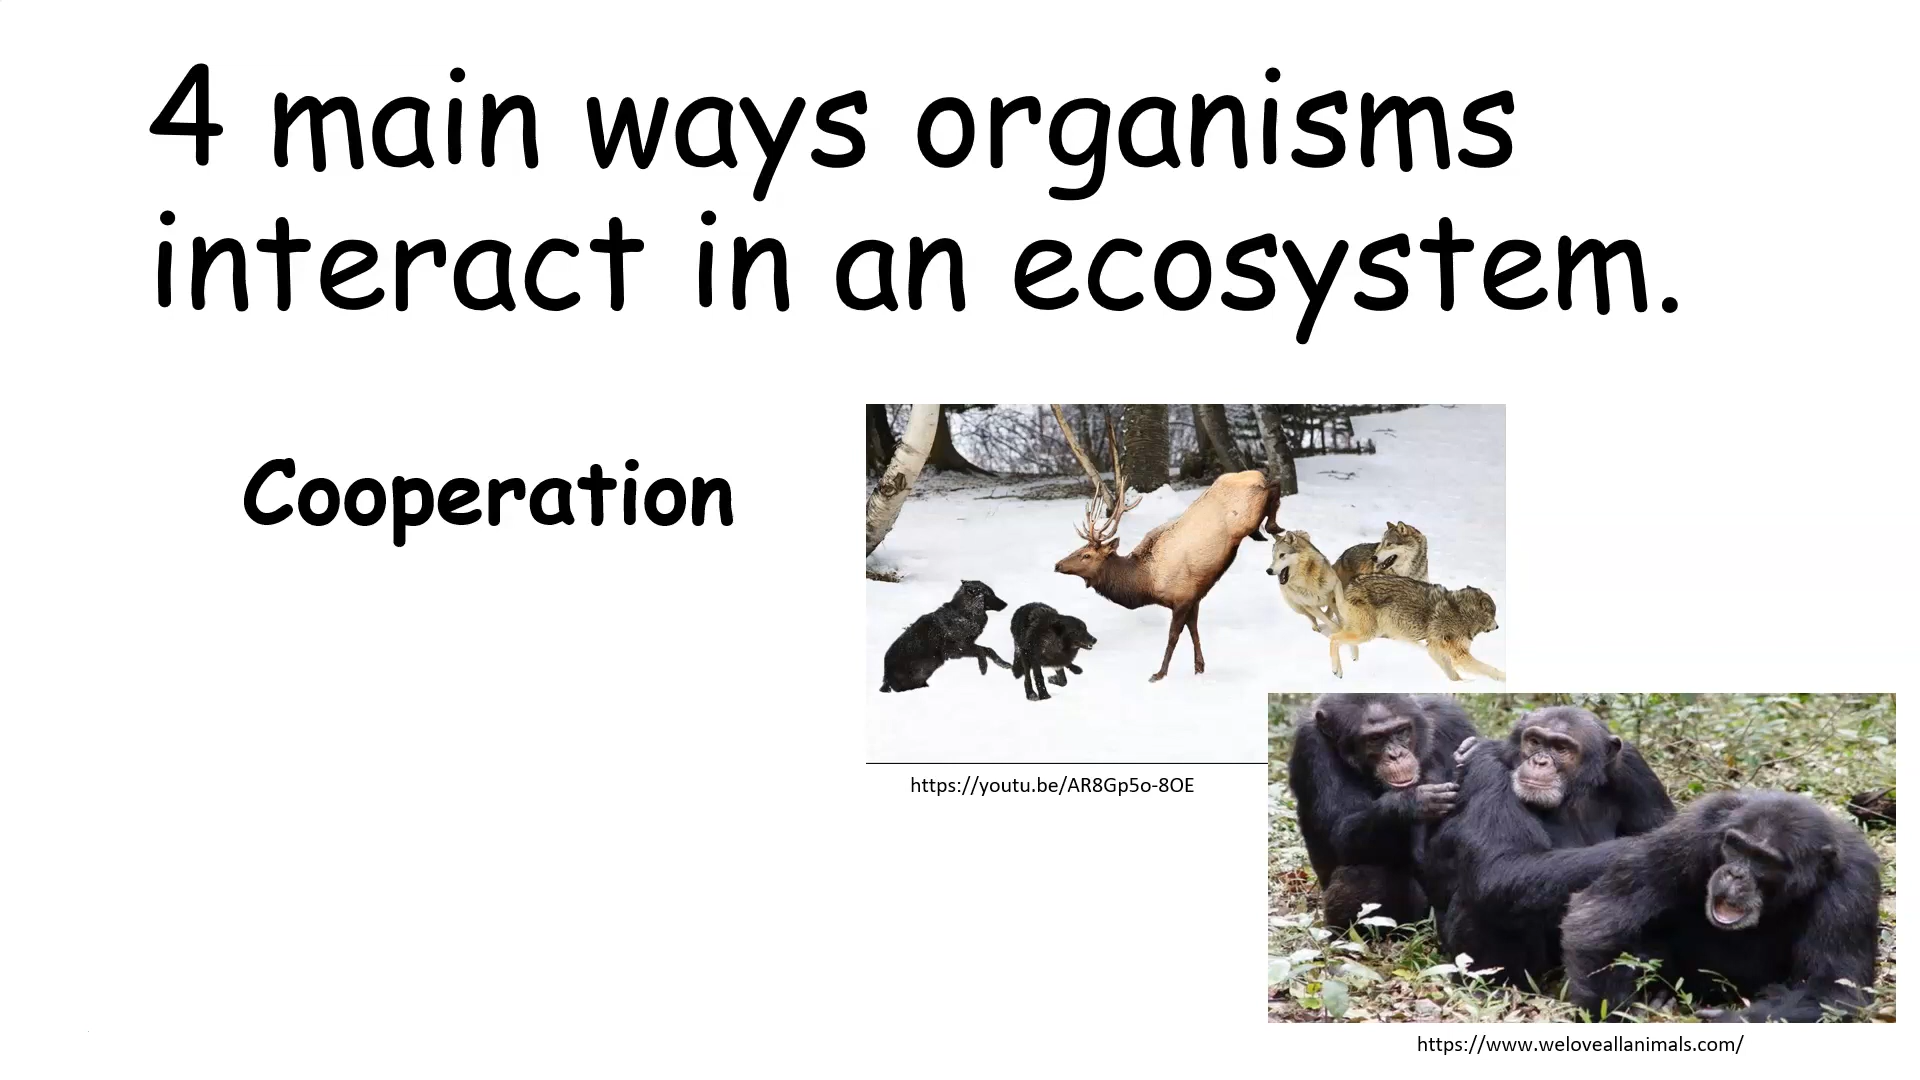 4 main ways organisms
interact in an ecosystem.
Cooperation
https://youtu.be/AR8Gp5o-8OE
https://www.weloveallanimals.com/